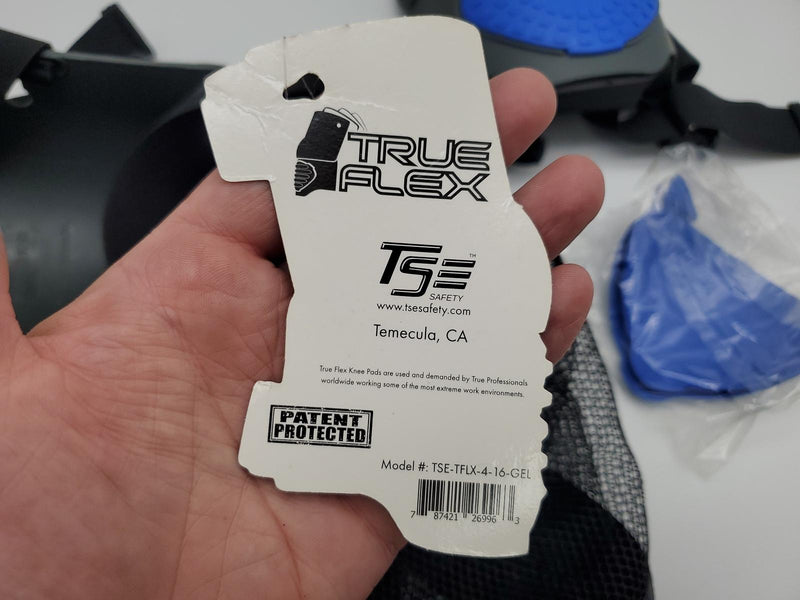 TRUE
FLEX
TSE™
SAFETY
www.tsesafety.com
Temecula, CA
True Flex Knee Pads are used and demanded by True Professionals
worldwide working some of the most extreme work environments.
PATENT
PROTECTED
Model #: TSE-TFLX-4-16-GEL
7 87421 26996 3